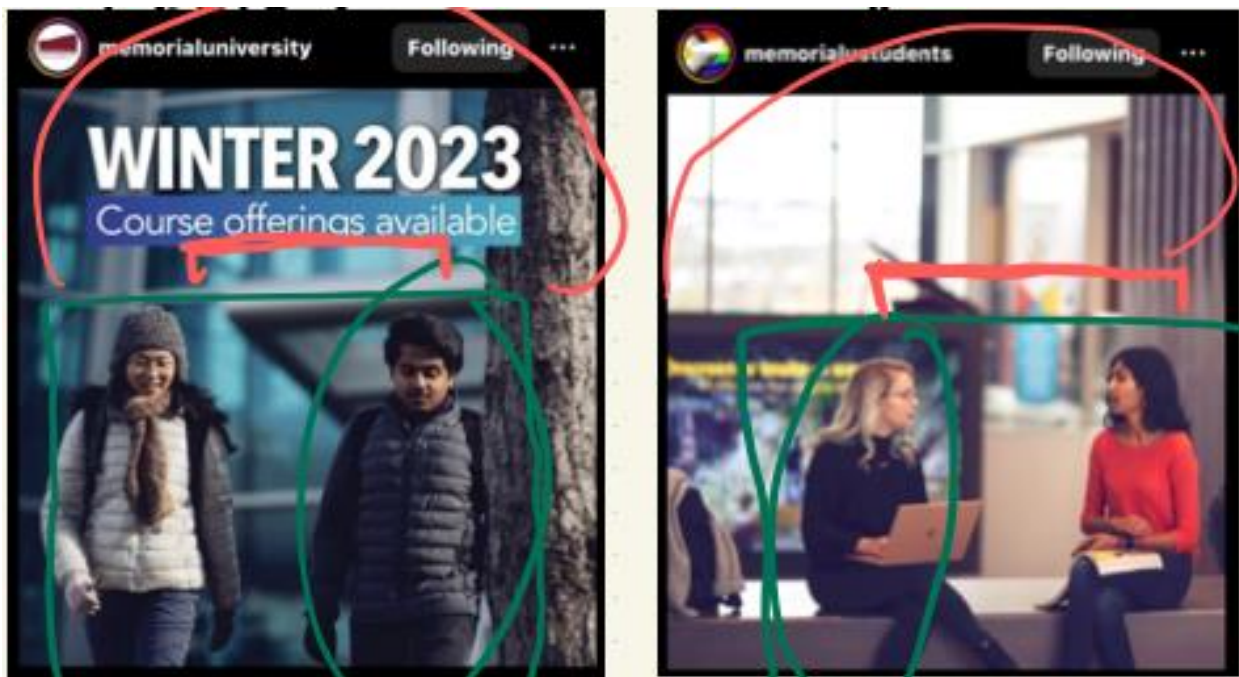 memorialuniversity Following ...
WINTER 2023
Course offerings available
memorialustudents Following ...